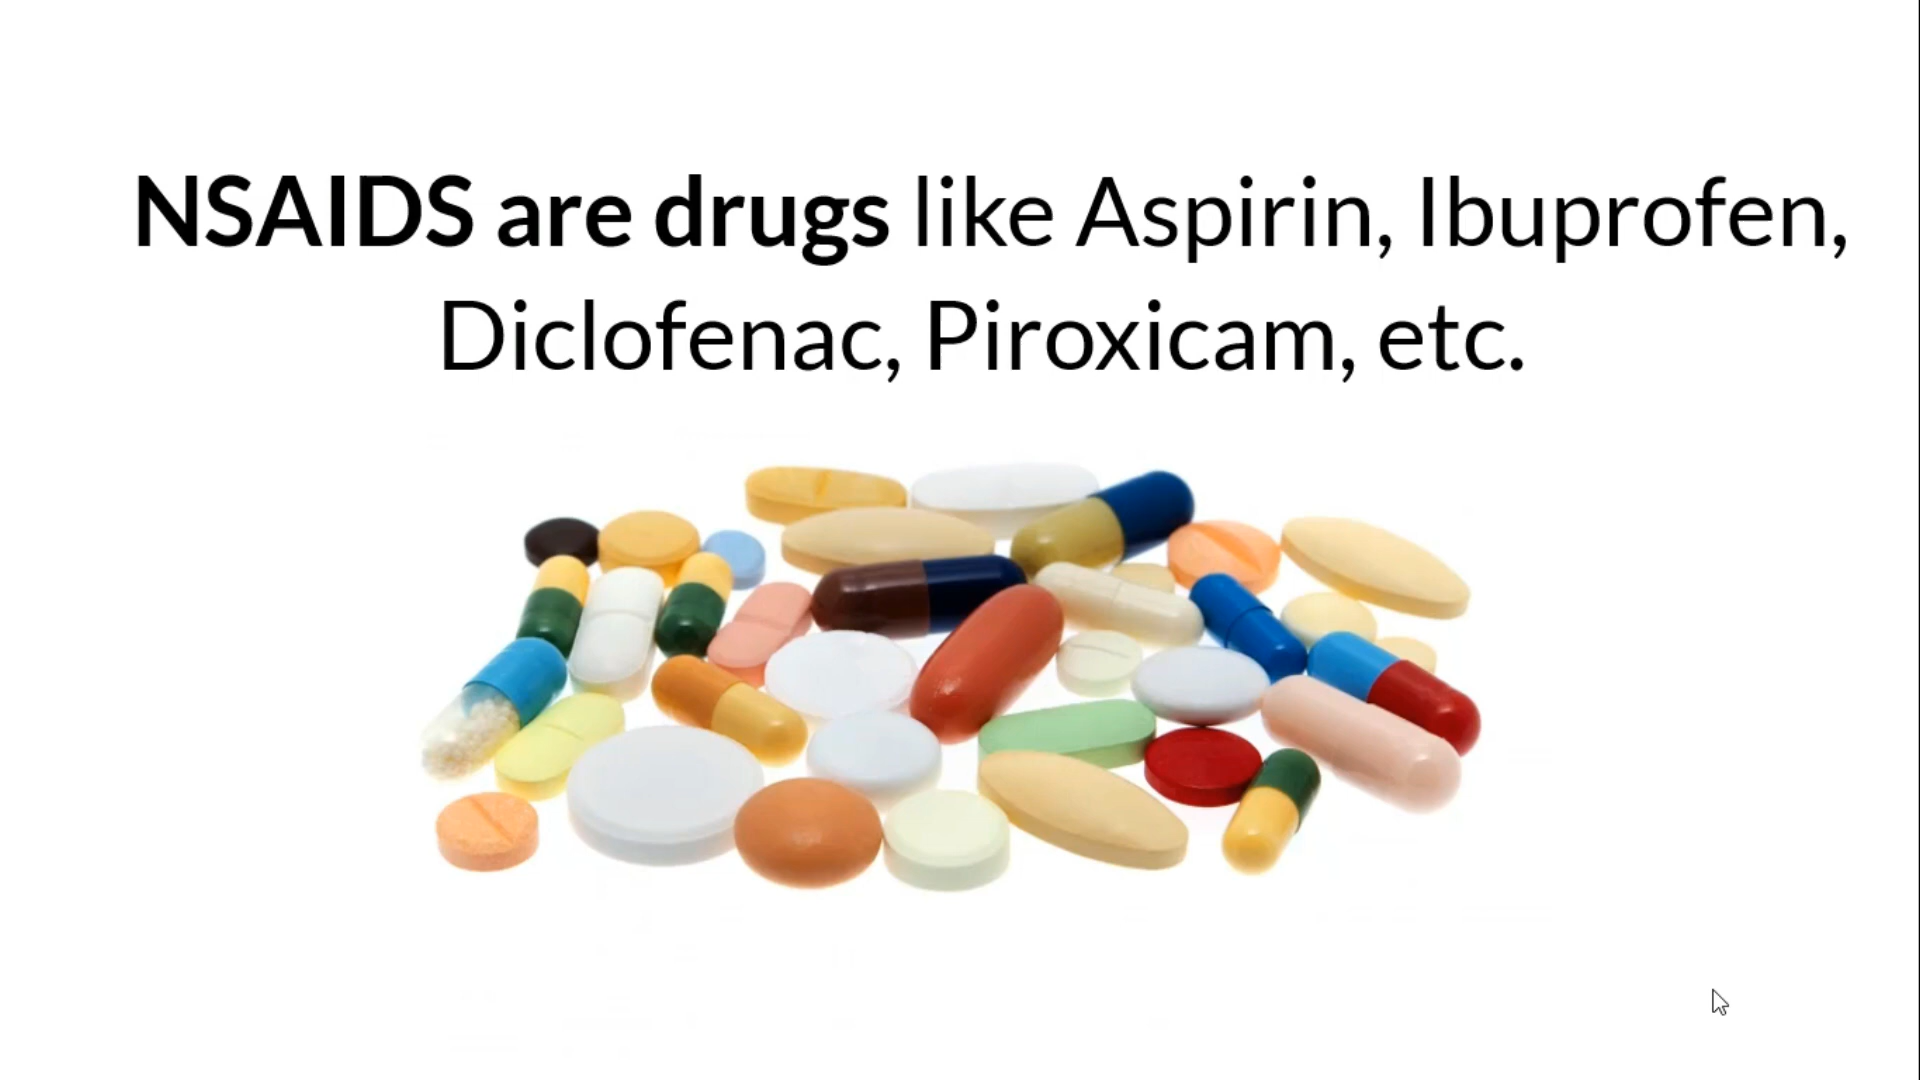 NSAIDS are drugs like Aspirin, Ibuprofen,
Diclofenac, Piroxicam, etc.